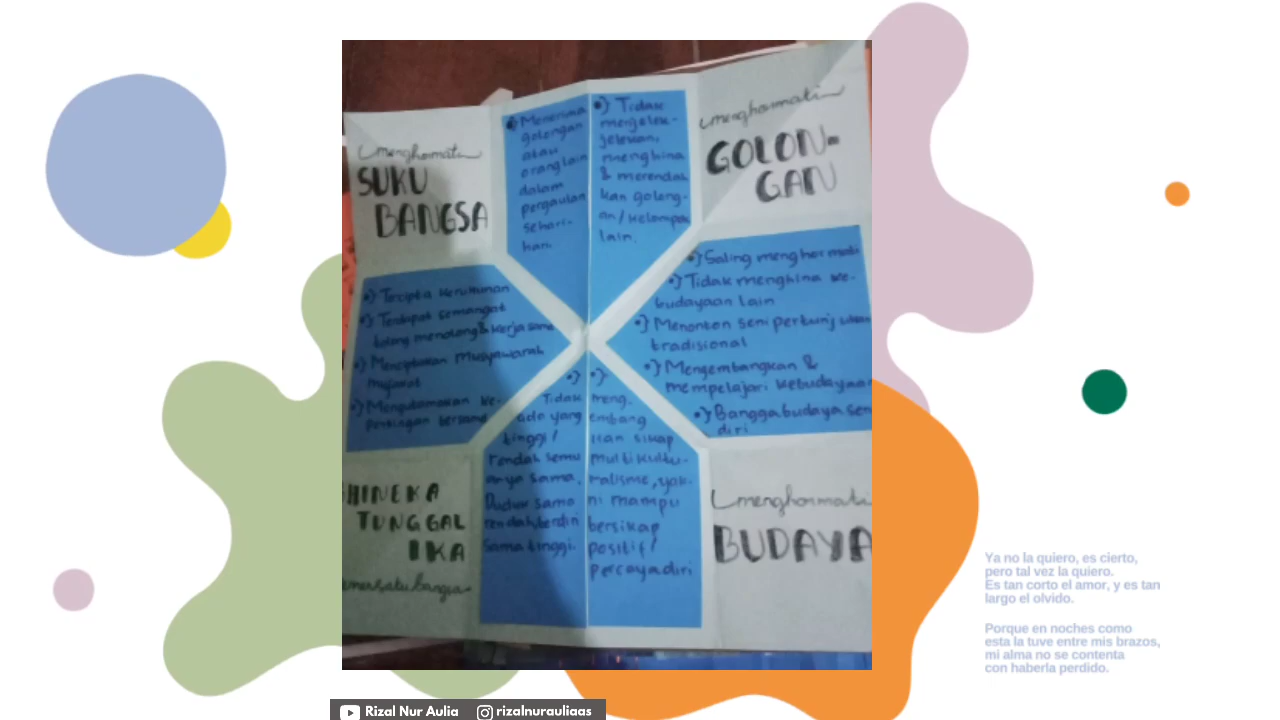 menghormati
SUKU
BANGSA
•} Menerima
golongan
atau
orang lain
dalam
pergaulan
sehari-
hari.
•} Tidak
menjelek-
jelekan,
menghina
& merendah
kan golong-
an/kelompok
lain.
menghormati
GOLON-
GAN
•} Tercipta kerukunan
•} Terdapat semangat
tolong menolong & kerja sama
•} Menciptakan musyawarah
mufakat
•} Mengutamakan ke-
pentingan bersama
•} Saling menghormati
•} Tidak menghina ke-
budayaan lain
•} Menonton seni pertunjukan
tradisional
•} Mengembangkan &
mempelajari kebudayaan
•} Bangga budaya sen
diri
HINEKA
TUNGGAL
IKA
•}
Tidak
ada yang
tinggi/
rendah semu
anya sama.
Duduk sama
rendah, berdiri
sama tinggi.
•}
meng-
embang
kan sikap
multikultu-
ralisme, yak-
ni mampu
bersikap
positif/
percaya diri
menghormati
BUDAYA
Ya no la quiero, es cierto,
pero tal vez la quiero.
Es tan corto el amor, y es tan
largo el olvido.
Porque en noches como
esta la tuve entre mis brazos,
mi alma no se contenta
con haberla perdido.
Rizal Nur Aulia
rizalnurauliaas